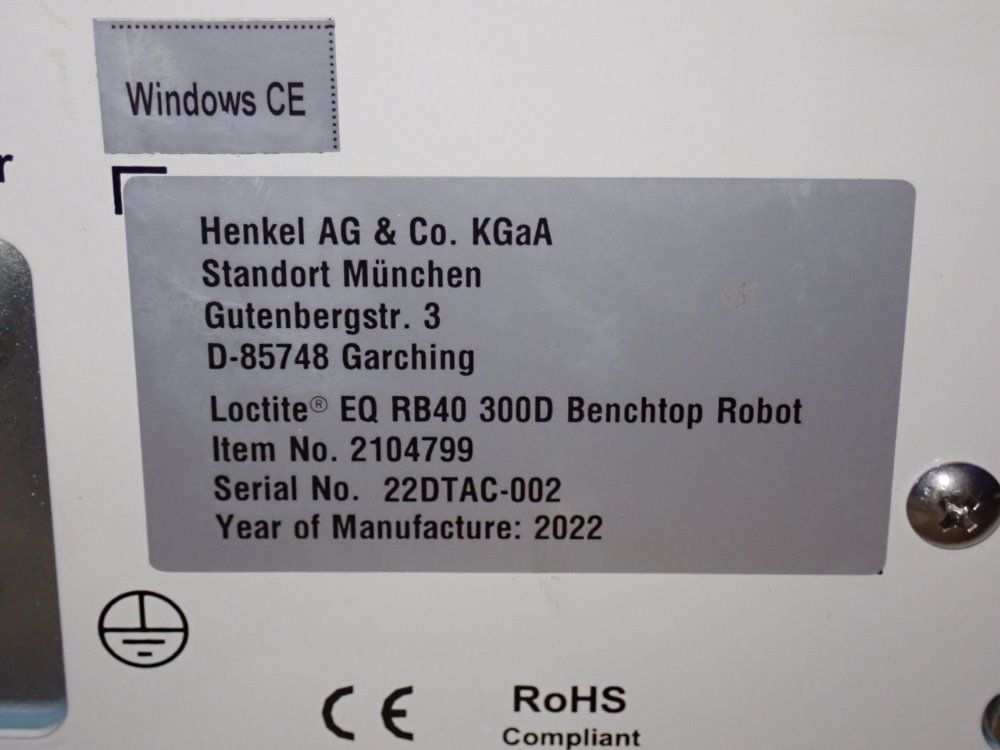 Windows CE
r
Henkel AG & Co. KGaA
Standort München
Gutenbergstr. 3
D-85748 Garching
Loctite® EQ RB40 300D Benchtop Robot
Item No. 2104799
Serial No. 22DTAC-002
Year of Manufacture: 2022
CE
RoHS
Compliant